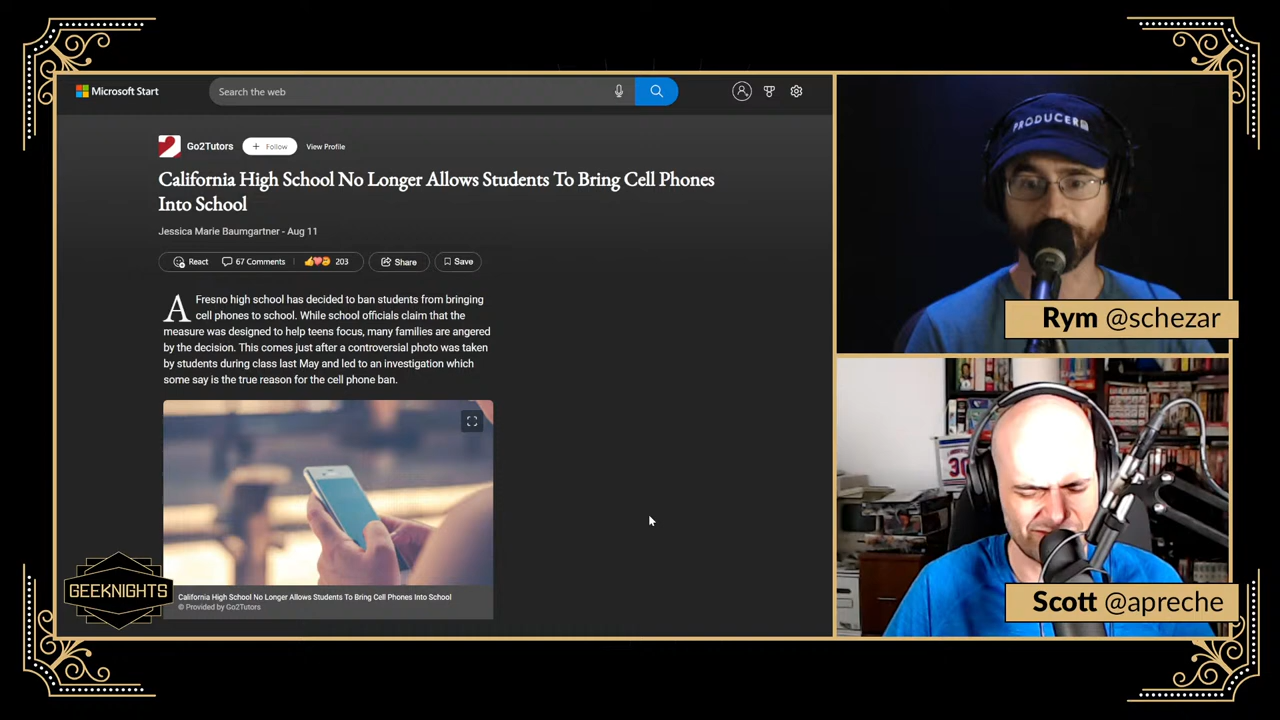 Microsoft Start
Search the web
Go2Tutors
+ Follow
View Profile
California High School No Longer Allows Students To Bring Cell Phones
Into School
Jessica Marie Baumgartner - Aug 11
React
67 Comments
203
Share
Save
A Fresno high school has decided to ban students from bringing
cell phones to school. While school officials claim that the
measure was designed to help teens focus, many families are angered
by the decision. This comes just after a controversial photo was taken
by students during class last May and led to an investigation which
some say is the true reason for the cell phone ban.
California High School No Longer Allows Students To Bring Cell Phones Into School
© Provided by Go2Tutors
GEEKNIGHTS
PRODUCER
Rym @schezar
30
Scott @apreche